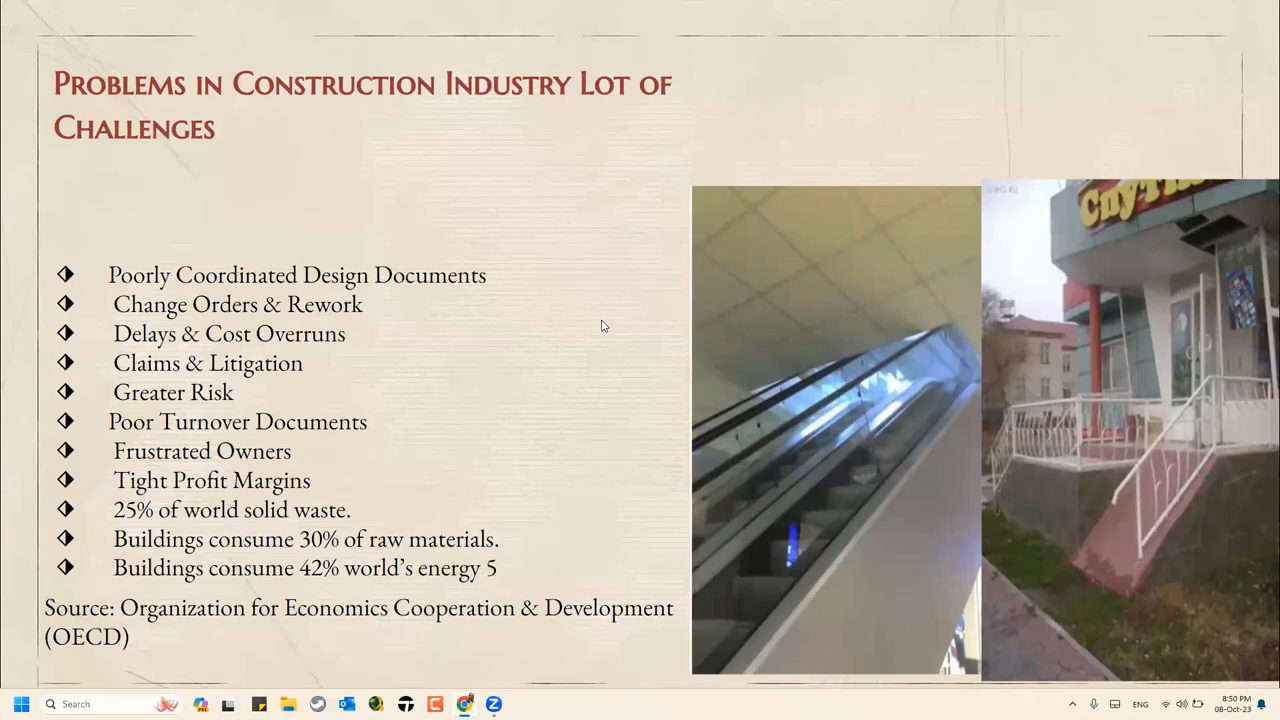 PROBLEMS IN CONSTRUCTION INDUSTRY LOT OF
CHALLENGES
Poorly Coordinated Design Documents
Change Orders & Rework
Delays & Cost Overruns
Claims & Litigation
Greater Risk
Poor Turnover Documents
Frustrated Owners
Tight Profit Margins
25% of world solid waste.
Buildings consume 30% of raw materials.
Buildings consume 42% world’s energy 5
Source: Organization for Economics Cooperation & Development
(OECD)
Search
ENG
8:50 PM
08-Oct-23